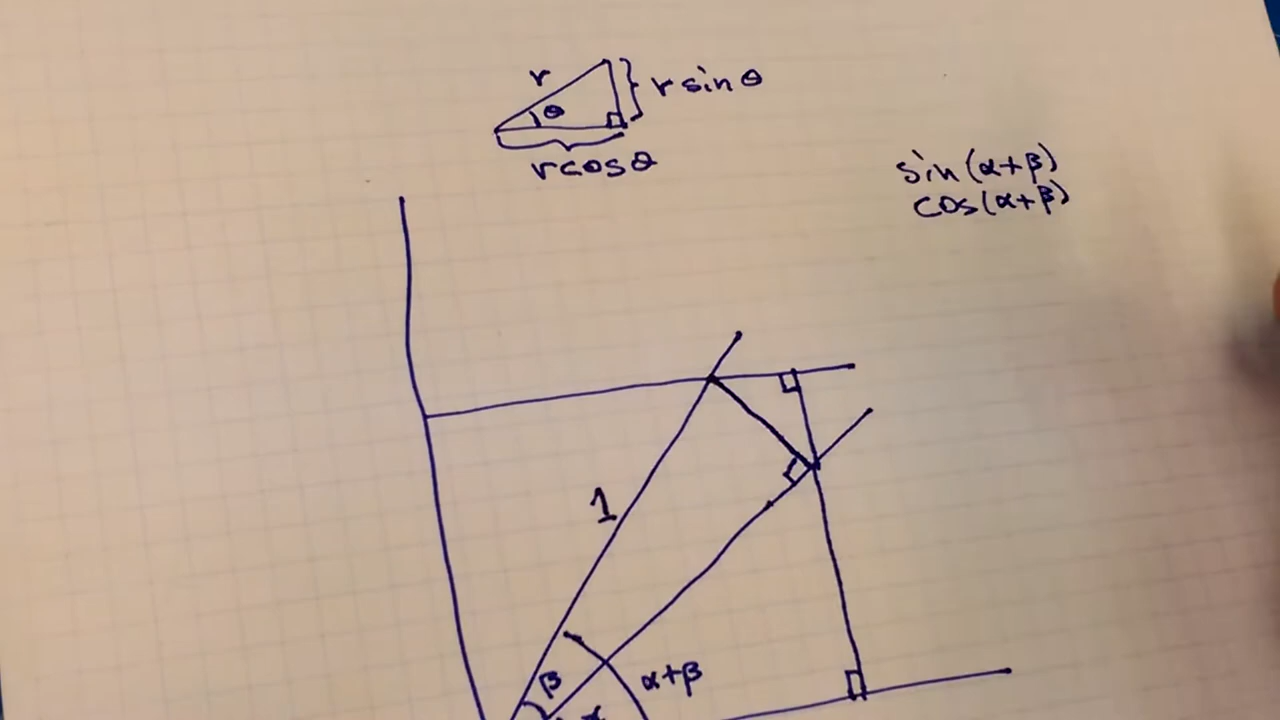 r
θ
r sin θ
r cos θ
sin(α+β)
cos(α+β)
1
β
α+β
α